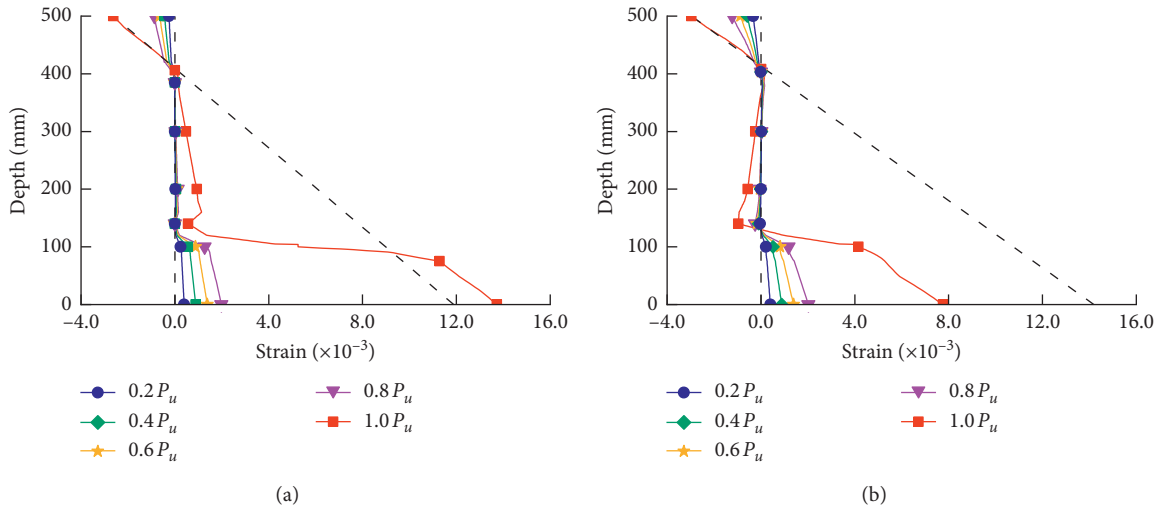 500
400
300
200
100
0
Depth (mm)
−4.0 0.0 4.0 8.0 12.0 16.0
Strain (×10⁻³)
0.2 Pᵤ
0.4 Pᵤ
0.6 Pᵤ
0.8 Pᵤ
1.0 Pᵤ
(a)
500
400
300
200
100
0
Depth (mm)
−4.0 0.0 4.0 8.0 12.0 16.0
Strain (×10⁻³)
0.2 Pᵤ
0.4 Pᵤ
0.6 Pᵤ
0.8 Pᵤ
1.0 Pᵤ
(b)